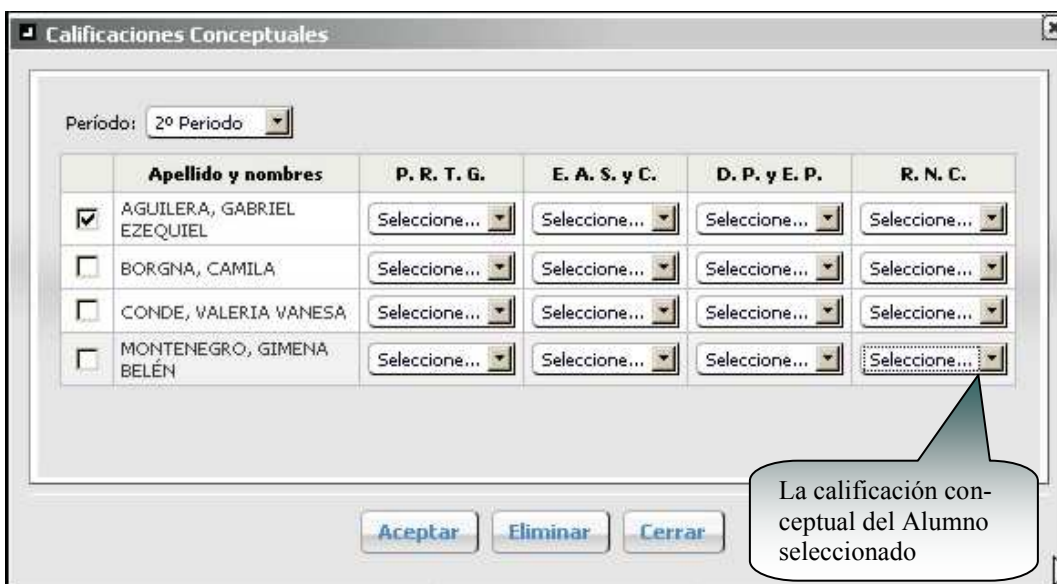 Calificaciones Conceptuales
Período: 2º Periodo
Apellido y nombres P. R. T. G. E. A. S. y C. D. P. y E. P. R. N. C.
AGUILERA, GABRIEL
EZEQUIEL Seleccione... Seleccione... Seleccione... Seleccione...
BORGNA, CAMILA Seleccione... Seleccione... Seleccione... Seleccione...
CONDE, VALERIA VANESA Seleccione... Seleccione... Seleccione... Seleccione...
MONTENEGRO, GIMENA
BELÉN Seleccione... Seleccione... Seleccione... Seleccione...
La calificación con-
ceptual del Alumno
seleccionado
Aceptar Eliminar Cerrar